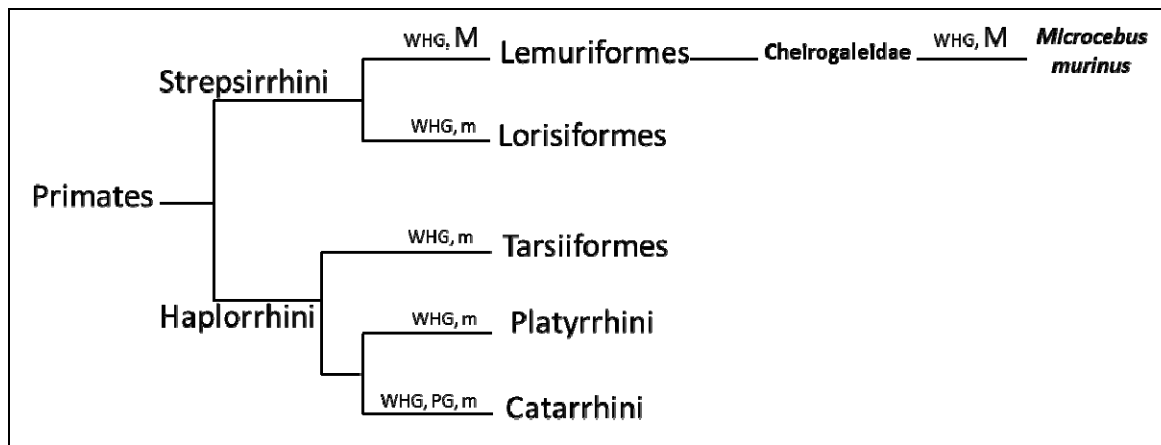 WHG, M Lemuriformes Cheirogaleidae WHG, M Microcebus
murinus
Strepsirrhini
WHG, m Lorisiformes
Primates
WHG, m Tarsiiformes
Haplorrhini
WHG, m Platyrrhini
WHG, PG, m Catarrhini